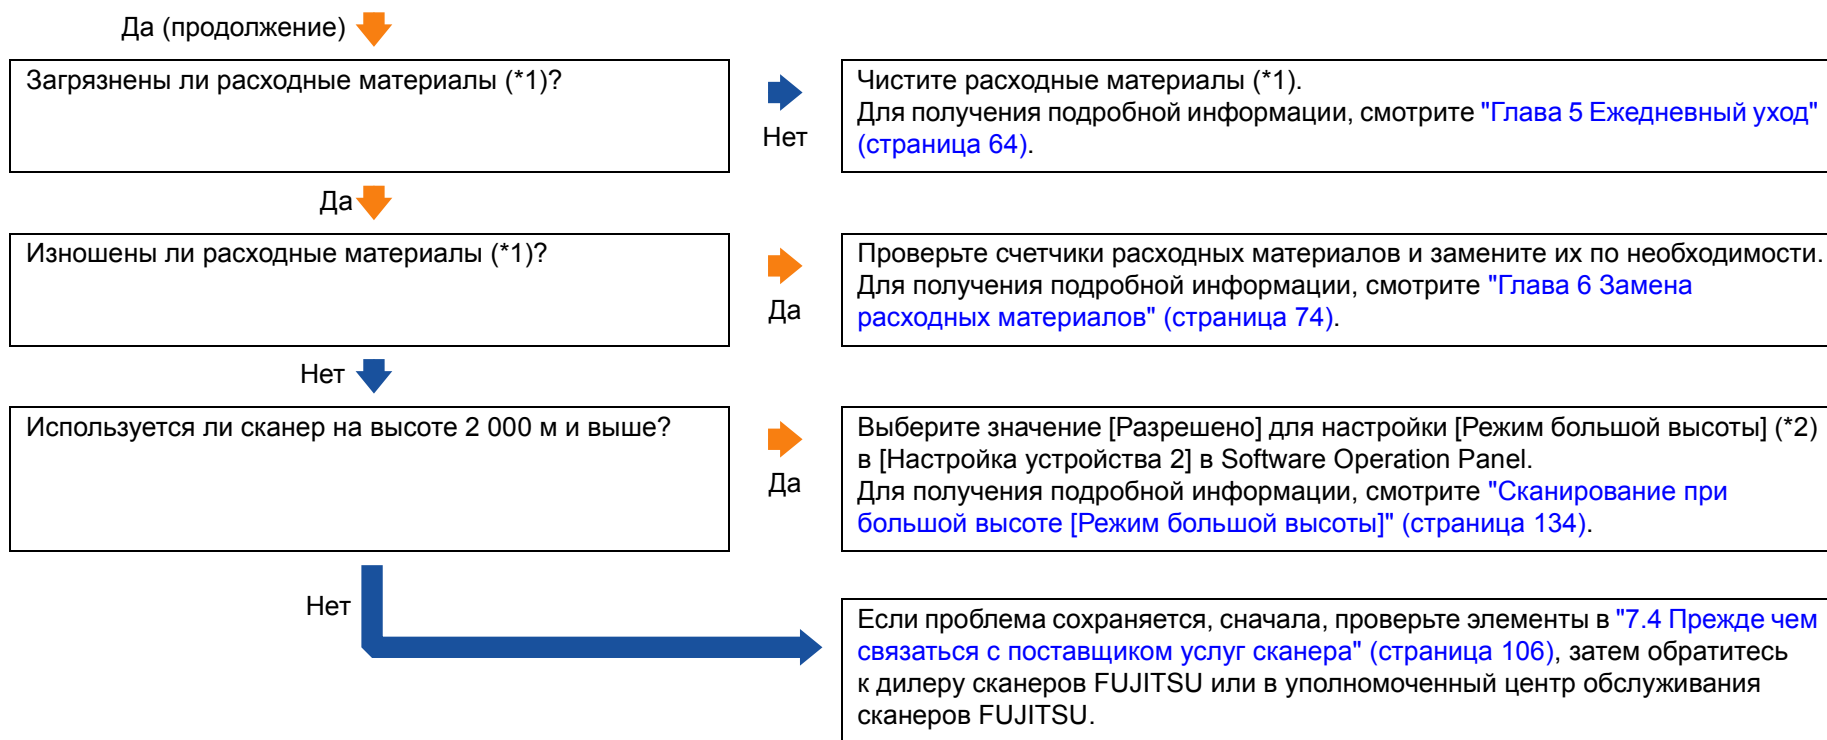 Да (продолжение)
Загрязнены ли расходные материалы (*1)?
Нет
Чистите расходные материалы (*1).
Для получения подробной информации, смотрите "Глава 5 Ежедневный уход"
(страница 64).
Да
Изношены ли расходные материалы (*1)?
Да
Проверьте счетчики расходных материалов и замените их по необходимости.
Для получения подробной информации, смотрите "Глава 6 Замена
расходных материалов" (страница 74).
Нет
Используется ли сканер на высоте 2 000 м и выше?
Да
Выберите значение [Разрешено] для настройки [Режим большой высоты] (*2)
в [Настройка устройства 2] в Software Operation Panel.
Для получения подробной информации, смотрите "Сканирование при
большой высоте [Режим большой высоты]" (страница 134).
Нет
Если проблема сохраняется, сначала, проверьте элементы в "7.4 Прежде чем
связаться с поставщиком услуг сканера" (страница 106), затем обратитесь
к дилеру сканеров FUJITSU или в уполномоченный центр обслуживания
сканеров FUJITSU.